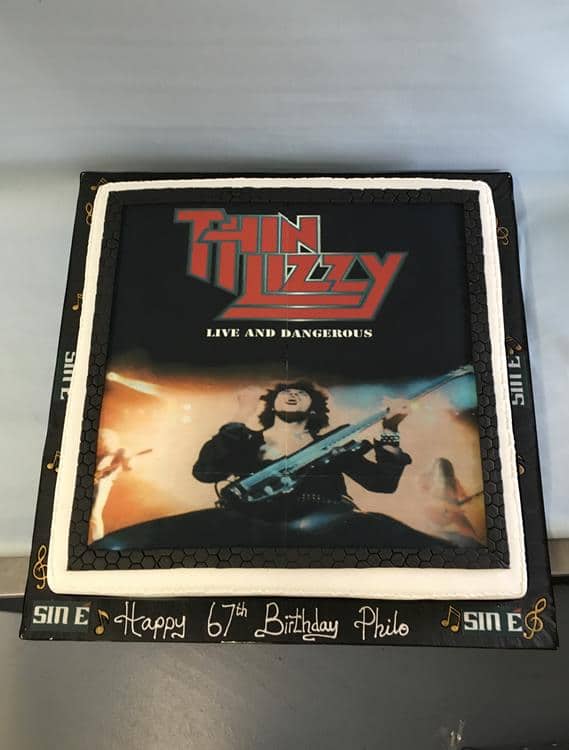 THIN
LIZZY
LIVE AND DANGEROUS
SIN É
SIN É
SIN É Happy 67th Birthday Philo SIN É